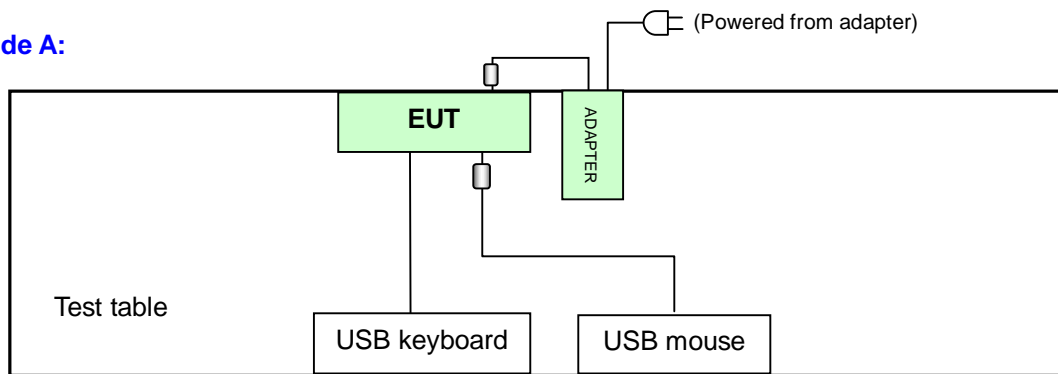 (Powered from adapter)
de A:
EUT
ADAPTER
Test table
USB keyboard
USB mouse